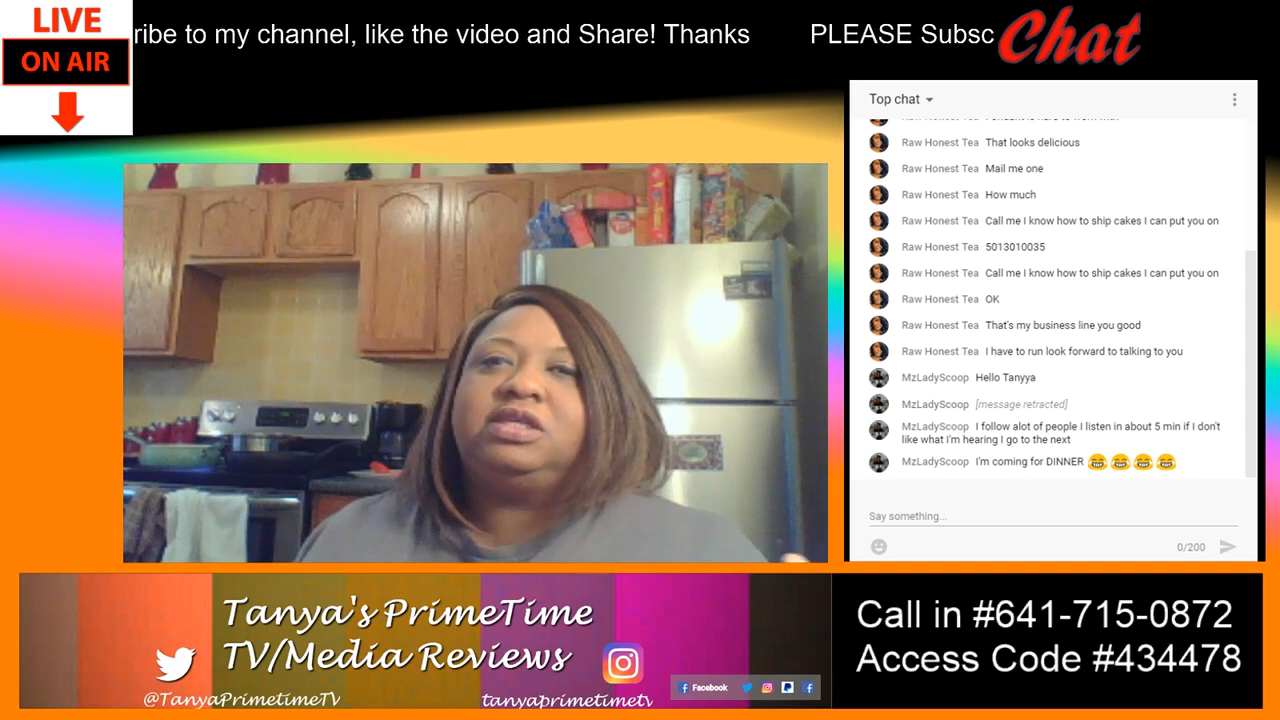 LIVE
ON AIR
ribe to my channel, like the video and Share! Thanks
PLEASE Subsc
Chat
Top chat
Raw Honest Tea That looks delicious
Raw Honest Tea Mail me one
Raw Honest Tea How much
Raw Honest Tea Call me I know how to ship cakes I can put you on
Raw Honest Tea 5013010035
Raw Honest Tea Call me I know how to ship cakes I can put you on
Raw Honest Tea OK
Raw Honest Tea That's my business line you good
Raw Honest Tea I have to run look forward to talking to you
MzLadyScoop Hello Tanyya
MzLadyScoop [message retracted]
MzLadyScoop I follow alot of people I listen in about 5 min if I don't
like what I'm hearing I go to the next
MzLadyScoop I'm coming for DINNER 😂😂😂😂
Say something...
0/200
Tanya's PrimeTime
TV/Media Reviews
@TanyaPrimetimeTV
tanyaprimetimetv
Facebook
Call in #641-715-0872
Access Code #434478